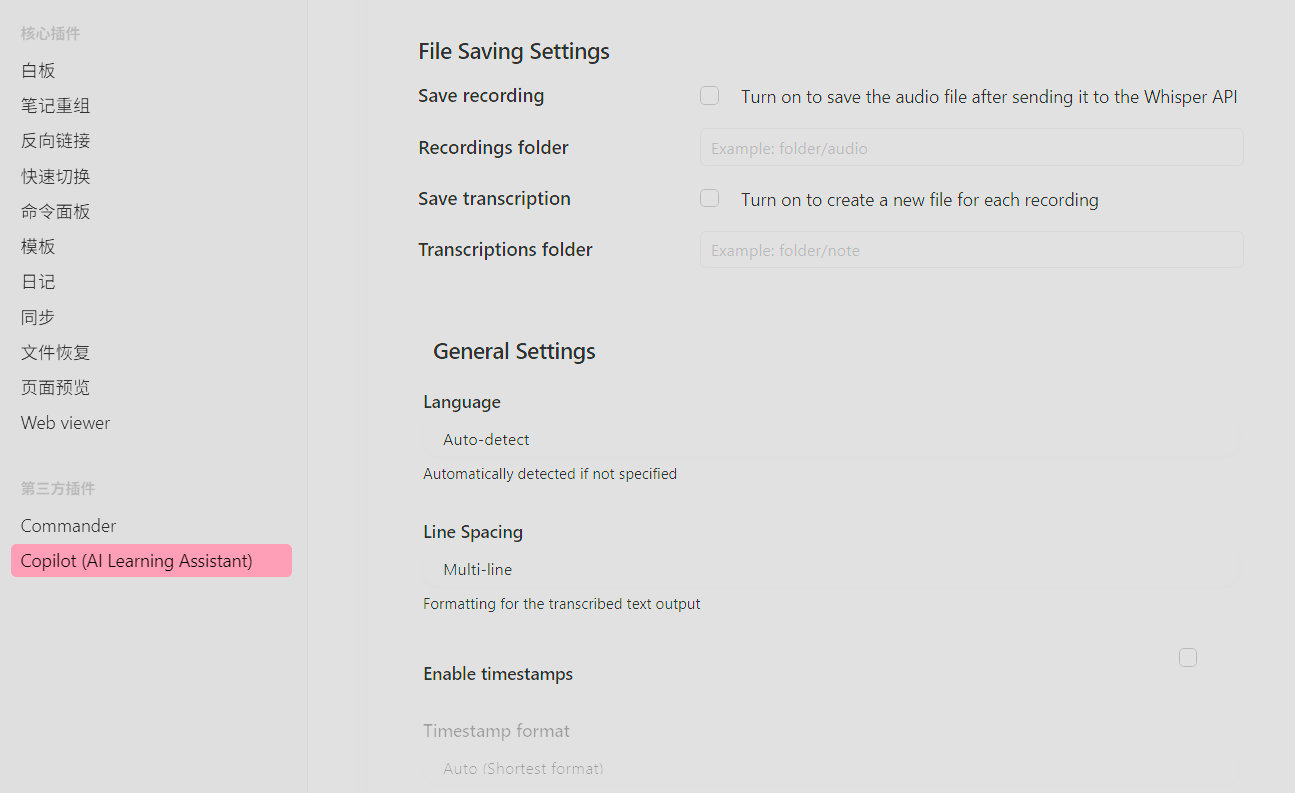 核心插件
白板
笔记重组
反向链接
快速切换
命令面板
模板
日记
同步
文件恢复
页面预览
Web viewer
第三方插件
Commander
Copilot (AI Learning Assistant)
File Saving Settings
Save recording
Turn on to save the audio file after sending it to the Whisper API
Recordings folder
Example: folder/audio
Save transcription
Turn on to create a new file for each recording
Transcriptions folder
Example: folder/note
General Settings
Language
Auto-detect
Automatically detected if not specified
Line Spacing
Multi-line
Formatting for the transcribed text output
Enable timestamps
Timestamp format
Auto (Shortest format)